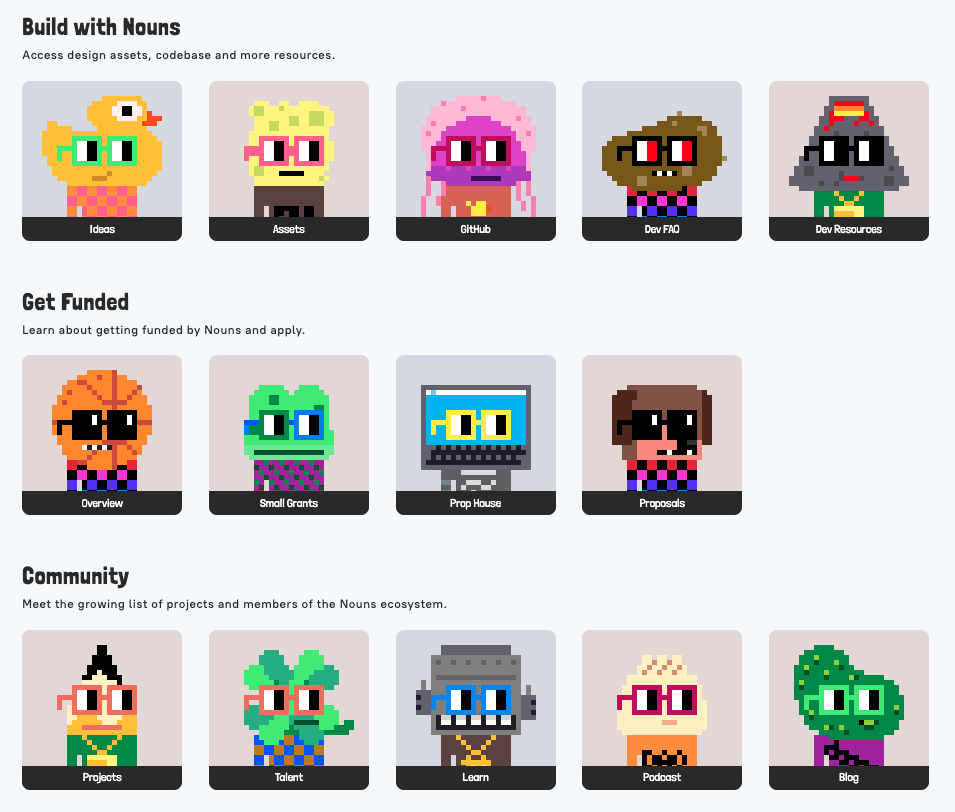 Build with Nouns
Access design assets, codebase and more resources.
Ideas
Assets
GitHub
Dev FAQ
Dev Resources
Get Funded
Learn about getting funded by Nouns and apply.
Overview
Small Grants
Prop House
Proposals
Community
Meet the growing list of projects and members of the Nouns ecosystem.
Projects
Talent
Learn
Podcast
Blog